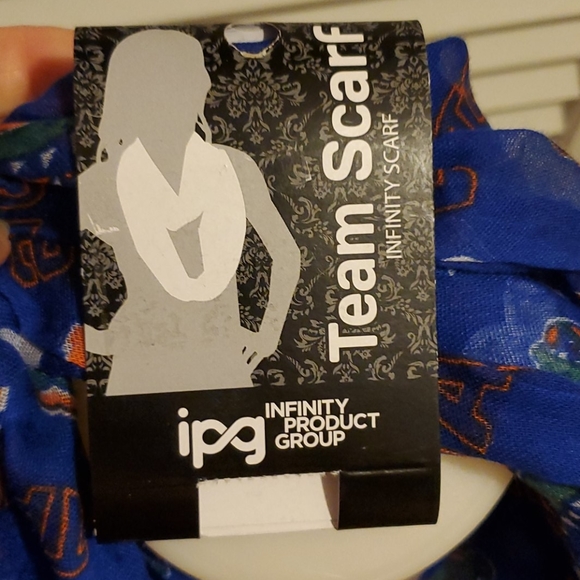 Team Scarf
INFINITY SCARF
ipg
INFINITY
PRODUCT
GROUP